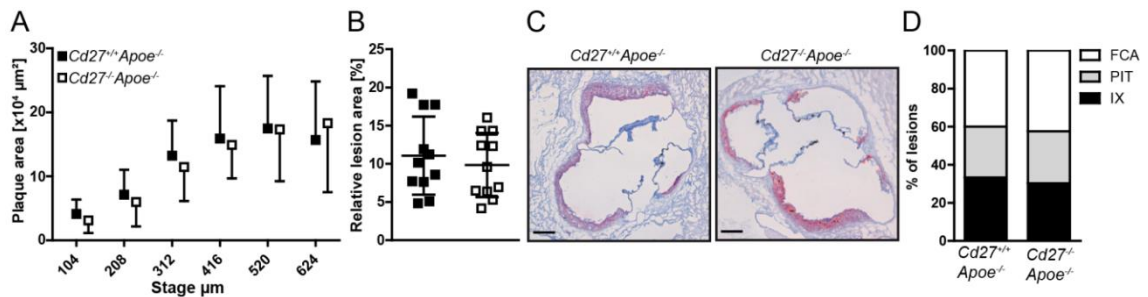 A
B
C
D
Plaque area [x10⁴ µm²]
30
20
10
0
Cd27⁺/⁺Apoe⁻/⁻
Cd27⁻/⁻Apoe⁻/⁻
104
208
312
416
520
624
Stage µm
Relative lesion area [%]
25
20
15
10
5
0
Cd27⁺/⁺Apoe⁻/⁻
Cd27⁻/⁻Apoe⁻/⁻
% of lesions
100
80
60
40
20
0
Cd27⁺/⁺
Apoe⁻/⁻
Cd27⁻/⁻
Apoe⁻/⁻
FCA
PIT
IX